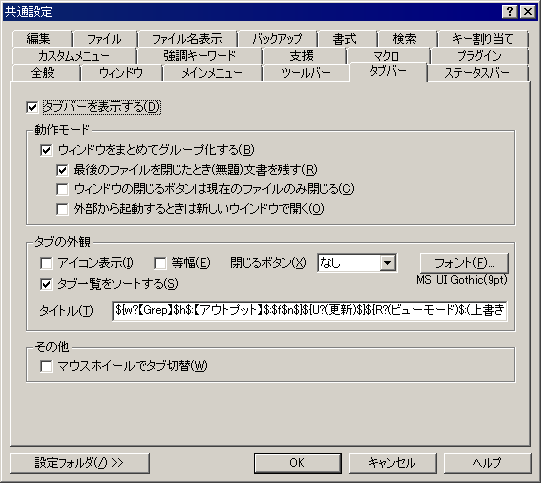 共通設定
編集 ファイル ファイル名表示 バックアップ 書式 検索 キー割り当て
カスタムメニュー 強調キーワード 支援 マクロ プラグイン
全般 ウィンドウ メインメニュー ツールバー タブバー ステータスバー
タブバーを表示する(D)
動作モード
ウィンドウをまとめてグループ化する(B)
最後のファイルを閉じたとき(無題)文書を残す(R)
ウィンドウの閉じるボタンは現在のファイルのみ閉じる(C)
外部から起動するときは新しいウインドウで開く(O)
タブの外観
アイコン表示(I) 等幅(E) 閉じるボタン(X) なし フォント(F)...
タブ一覧をソートする(S) MS UI Gothic(9pt)
タイトル(T) ${w?【Grep】$h$:【アウトプット】$:$f$n$}${U?(更新)$}${R?(ビューモード)$:(上書き
その他
マウスホイールでタブ切替(W)
設定フォルダ(/) >> OK キャンセル ヘルプ